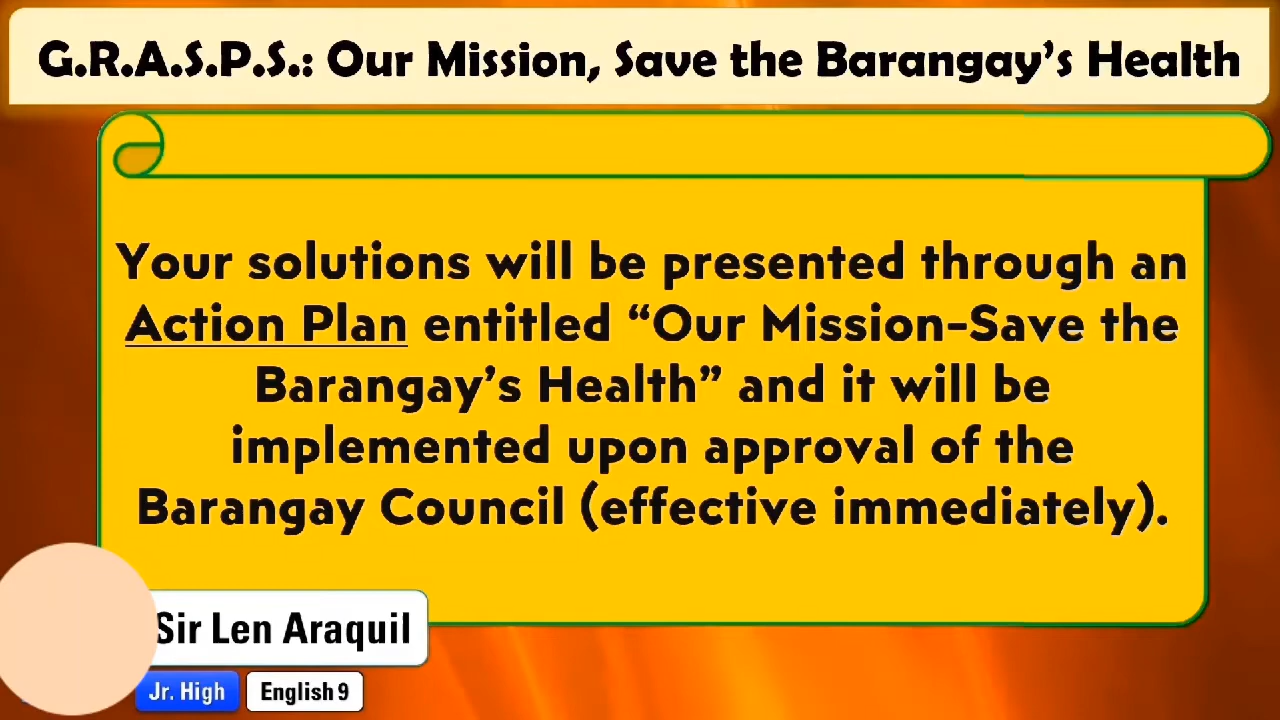 G.R.A.S.P.S.: Our Mission, Save the Barangay’s Health
Your solutions will be presented through an
Action Plan entitled “Our Mission-Save the
Barangay’s Health” and it will be
implemented upon approval of the
Barangay Council (effective immediately).
Sir Len Araquil
Jr. High English 9